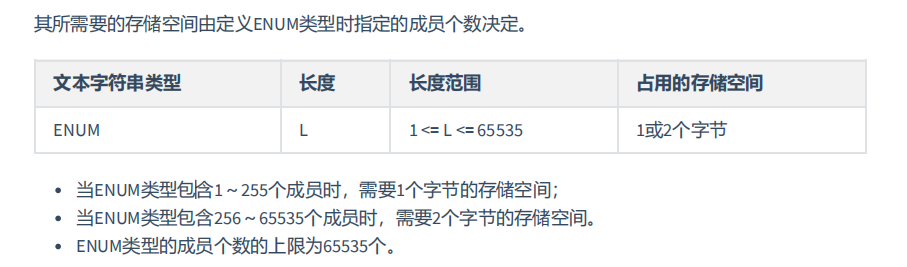 其所需要的存储空间由定义ENUM类型时指定的成员个数决定。
文本字符串类型 长度 长度范围 占用的存储空间
ENUM L 1 <= L <= 65535 1或2个字节
• 当ENUM类型包含1～255个成员时，需要1个字节的存储空间；
• 当ENUM类型包含256～65535个成员时，需要2个字节的存储空间。
• ENUM类型的成员个数的上限为65535个。